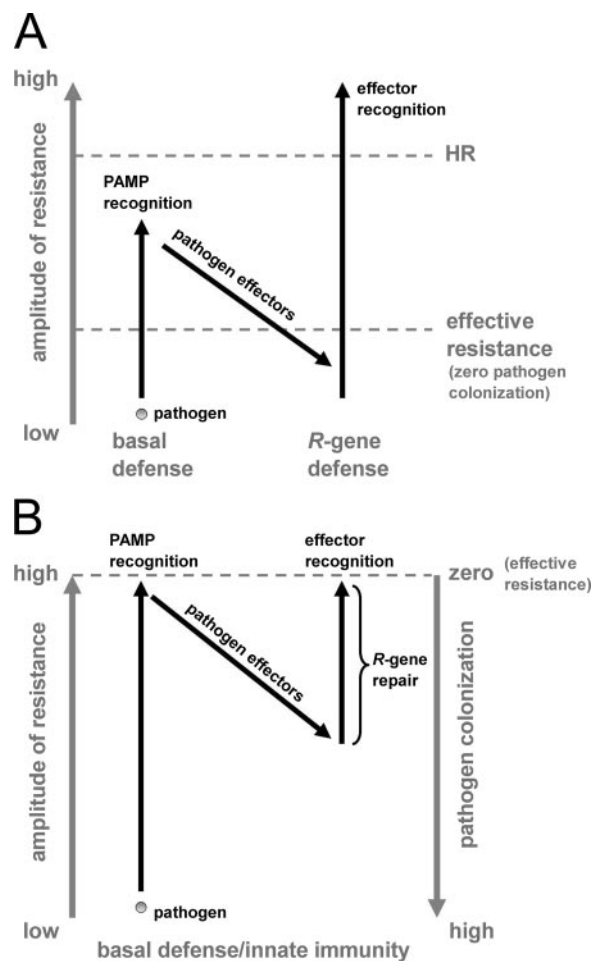 A
high
effector
recognition
HR
PAMP
recognition
pathogen effectors
amplitude of resistance
effective
resistance
(zero pathogen
colonization)
pathogen
low
basal
defense
R-gene
defense
B
PAMP
recognition
effector
recognition
high
zero (effective
resistance)
pathogen effectors
R-gene
repair
amplitude of resistance
pathogen colonization
pathogen
low
high
basal defense/innate immunity